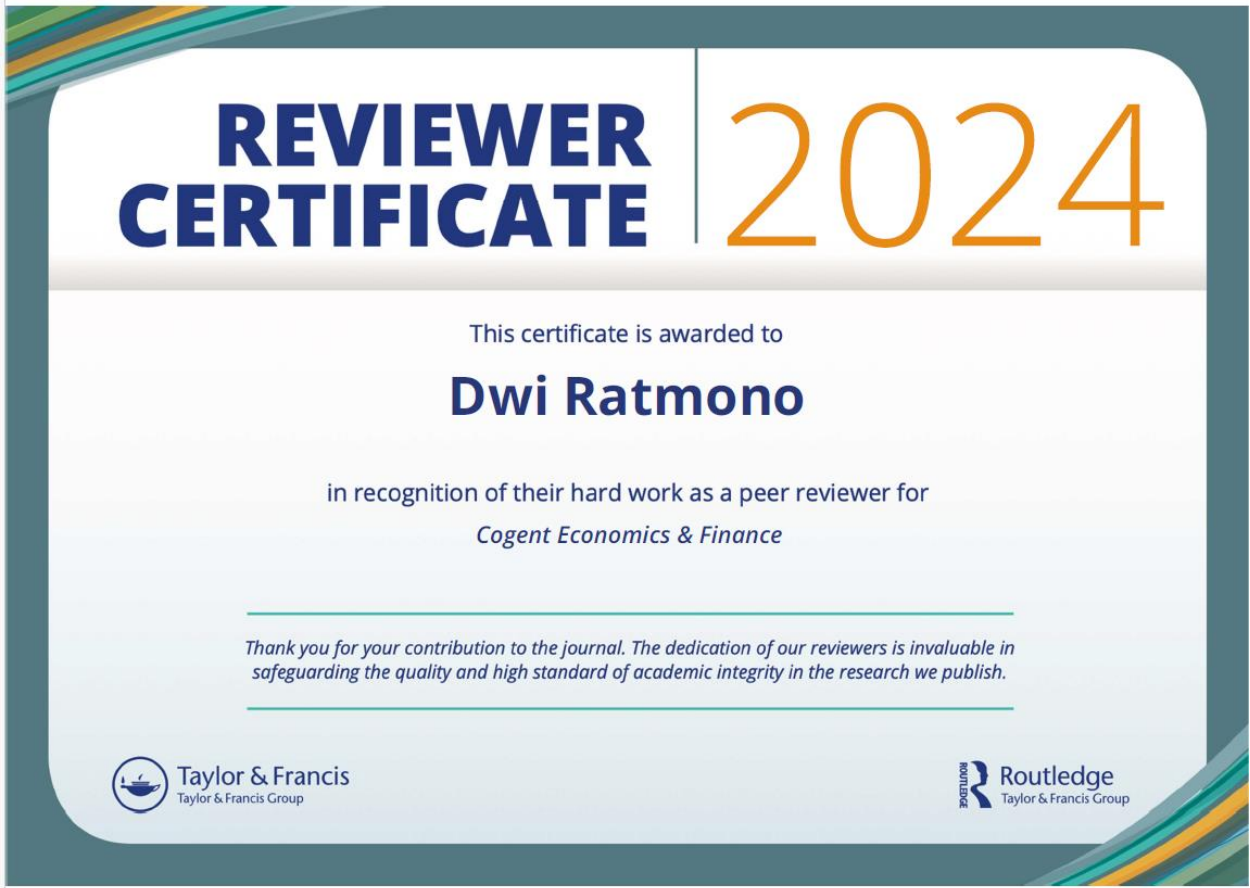 REVIEWER
CERTIFICATE
2024
This certificate is awarded to
Dwi Ratmono
in recognition of their hard work as a peer reviewer for
Cogent Economics & Finance
Thank you for your contribution to the journal. The dedication of our reviewers is invaluable in
safeguarding the quality and high standard of academic integrity in the research we publish.
Taylor & Francis
Taylor & Francis Group
ROUTLEDGE
Routledge
Taylor & Francis Group